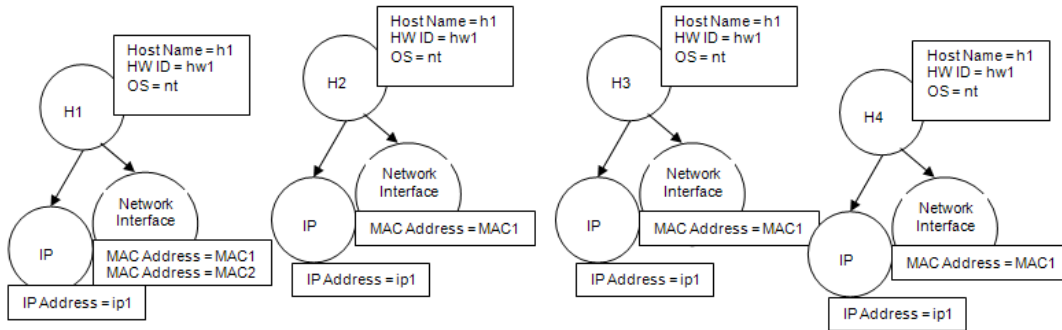 Host Name = h1
HW ID = hw1
OS = nt
H1
Network
Interface
IP
MAC Address = MAC1
MAC Address = MAC2
IP Address = ip1
Host Name = h1
HW ID = hw1
OS = nt
H2
Network
Interface
IP
MAC Address = MAC1
IP Address = ip1
Host Name = h1
HW ID = hw1
OS = nt
H3
Network
Interface
IP
MAC Address = MAC1
IP Address = ip1
Host Name = h1
HW ID = hw1
OS = nt
H4
Network
Interface
IP
MAC Address = MAC1
IP Address = ip1